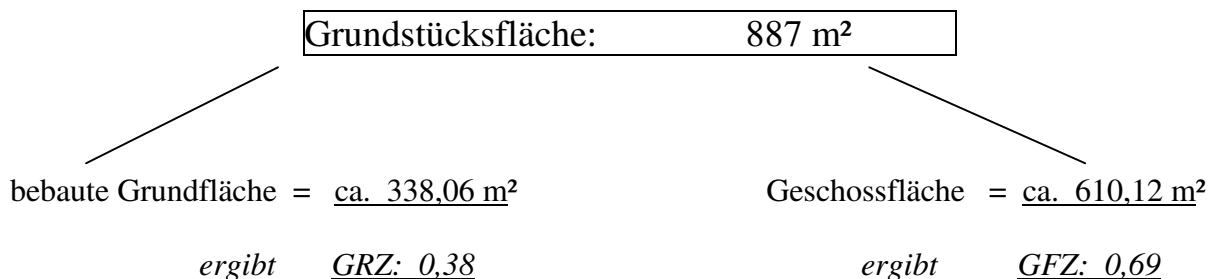 Grundstücksfläche: 887 m²
bebaute Grundfläche = ca. 338,06 m² Geschossfläche = ca. 610,12 m²
ergibt GRZ: 0,38 ergibt GFZ: 0,69